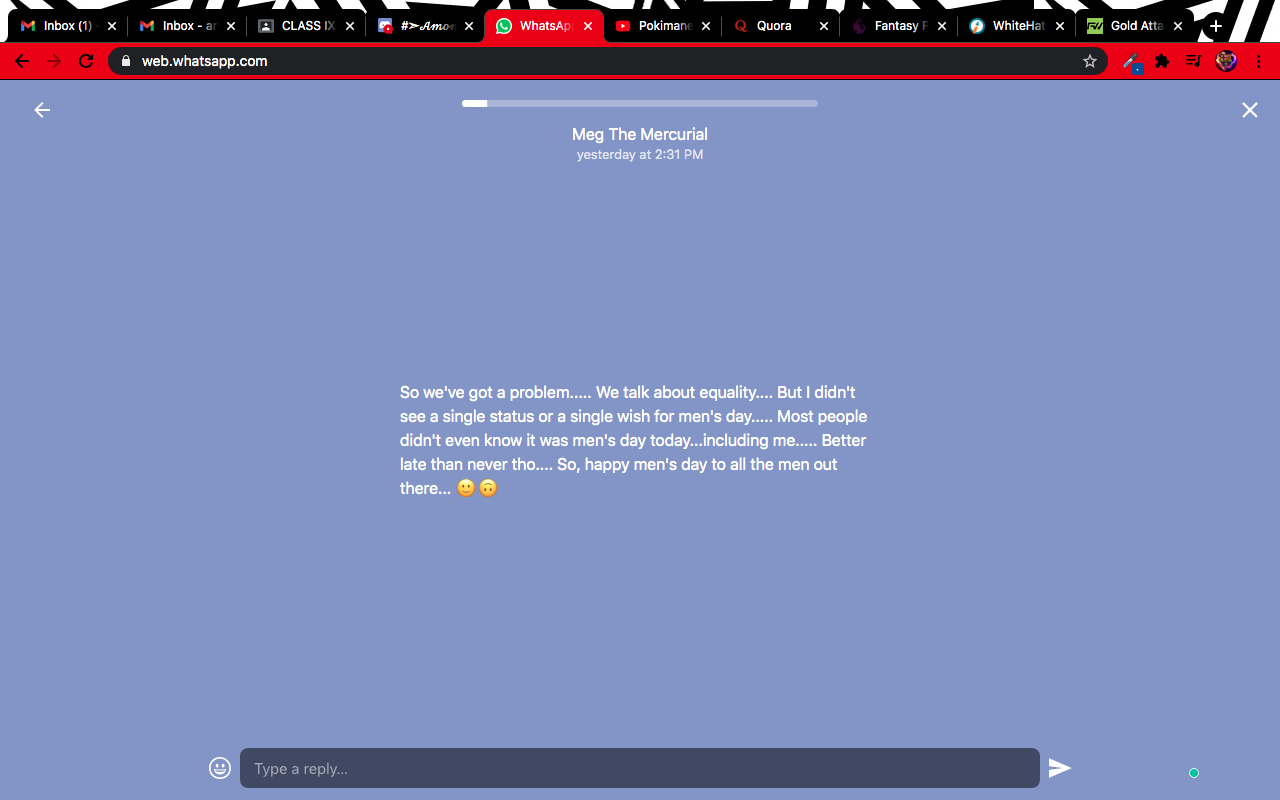 Inbox (1) Inbox - ar CLASS IX #➣𝓐𝓶𝓸𝓷 WhatsApp Pokimane Quora Fantasy F WhiteHat Gold Atta
web.whatsapp.com
Meg The Mercurial
yesterday at 2:31 PM
So we've got a problem..... We talk about equality.... But I didn't
see a single status or a single wish for men's day..... Most people
didn't even know it was men's day today...including me..... Better
late than never tho.... So, happy men's day to all the men out
there... 🙂🙃
Type a reply...